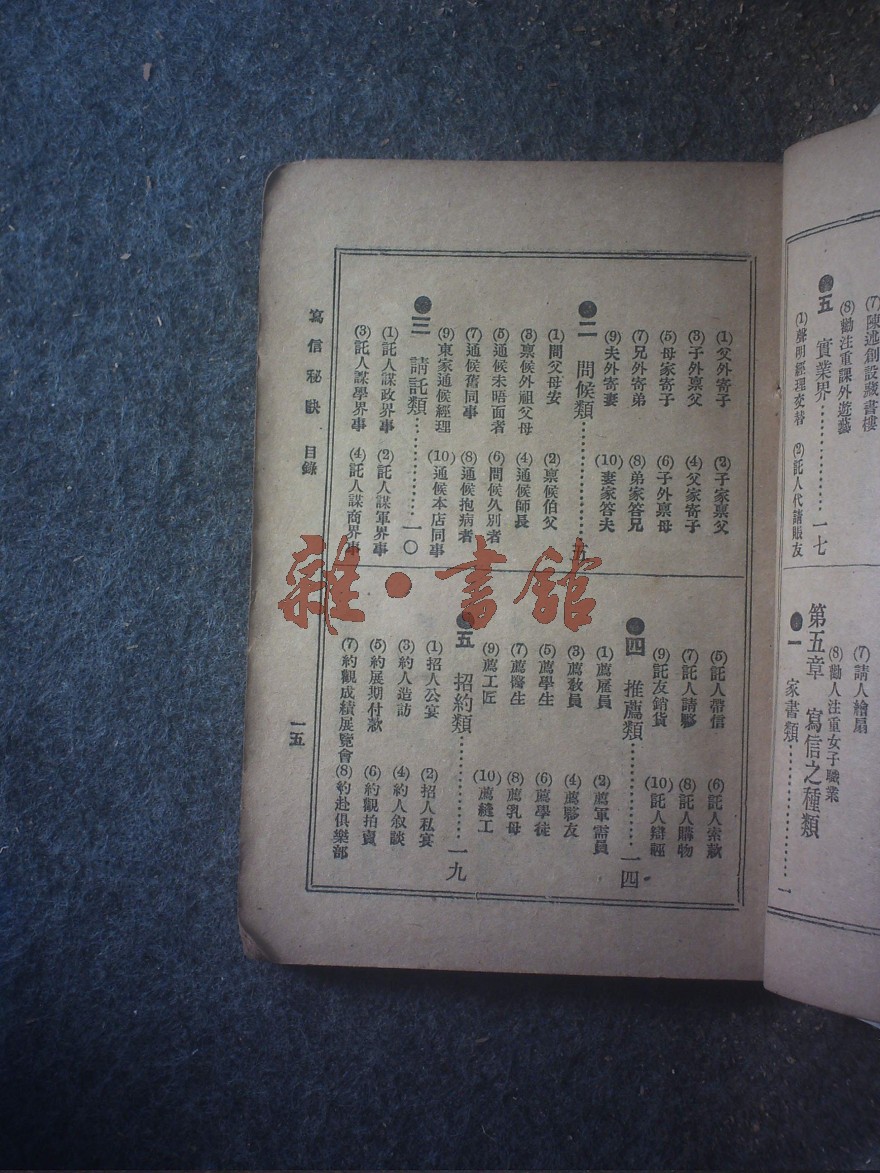 (7)陳述創設藏書樓
(8)勸注重課外遊藝
五 實業界……………一七
(1)聲明經理變替 (2)託人代請賬友
(7)請人繪扇
(8)勸人注重女子職業
第五章 寫信之種類
一 家書類……………一
(1)父外寄子 (2)子家禀父
(3)子外禀父 (4)父家寄子
(5)母家寄子 (6)子外禀母
(7)兄外寄弟 (8)弟家答兄
(9)夫外寄妻 (10)妻家答夫
二 問候類……………五
(1)問父母安 (2)禀候伯父
(3)禀候外祖父母 (4)通候師長
(5)通候未晤面者 (6)問候久別者
(7)通候舊同事 (8)通候抱病者
(9)東家通候經理 (10)通候本店同事
三 請託類……………一〇
(1)託人謀政界事 (2)託人謀軍界事
(3)託人謀學界事 (4)託人謀商界事
(5)託人帶信 (6)託人索款
(7)託人請夥 (8)託人購物
(9)託友銷貨 (10)託人辯誣
四 推薦類……………一四
(1)薦雇員 (2)薦軍需員
(3)薦教員 (4)薦夥友
(5)薦學生 (6)薦學徒
(7)薦醫生 (8)薦乳母
(9)薦工匠 (10)薦縫工
五 招約類……………一九
(1)招人公宴 (2)招人私宴
(3)約人造訪 (4)約人叙談
(5)約展期付款 (6)約觀拍賣
(7)約觀成績展覽會 (8)約赴俱樂部
寫信秘訣 目錄
一五
雜·書館